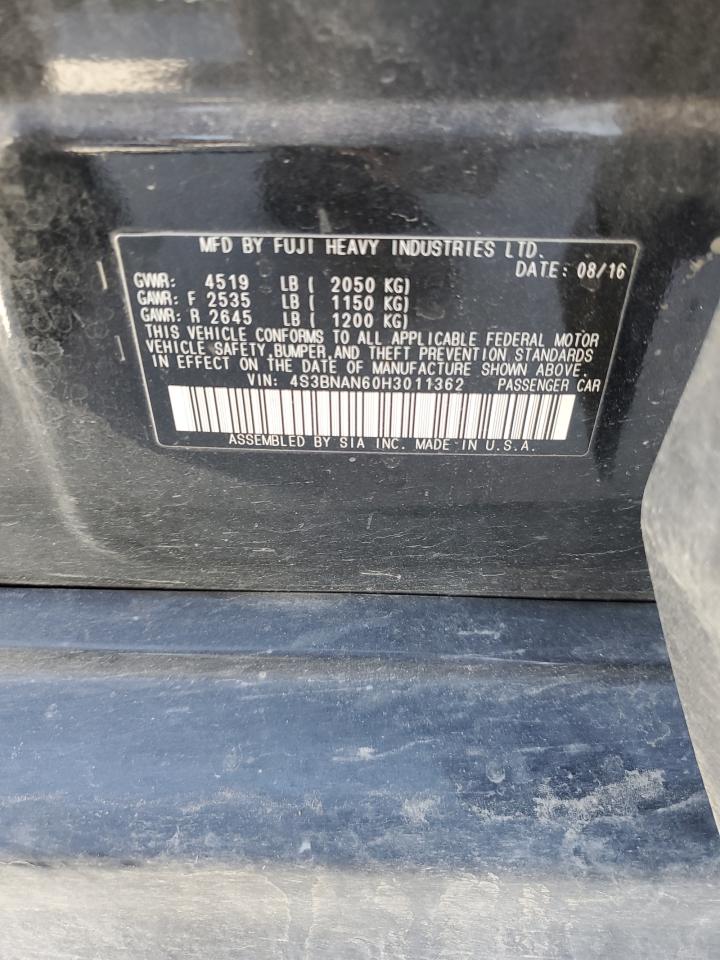 MFD BY FUJI HEAVY INDUSTRIES LTD.
DATE: 08/16
GVWR: 4519 LB ( 2050 KG)
GAWR: F 2535 LB ( 1150 KG)
GAWR: R 2645 LB ( 1200 KG)
THIS VEHICLE CONFORMS TO ALL APPLICABLE FEDERAL MOTOR
VEHICLE SAFETY, BUMPER, AND THEFT PREVENTION STANDARDS
IN EFFECT ON THE DATE OF MANUFACTURE SHOWN ABOVE.
VIN: 4S3BNAN60H3011362 PASSENGER CAR
ASSEMBLED BY SIA INC. MADE IN U.S.A.